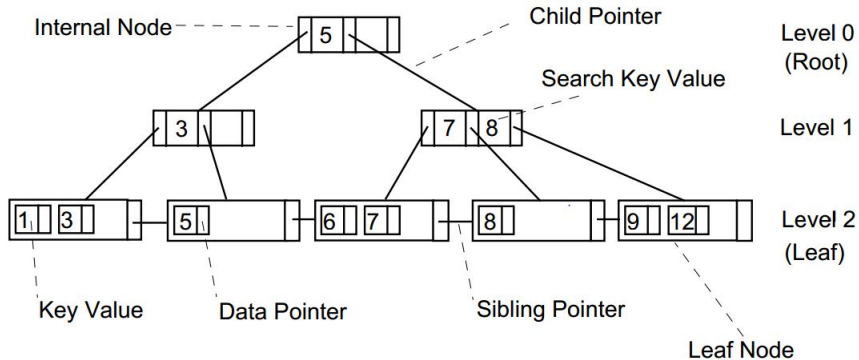 Internal Node
5
Child Pointer
Level 0
(Root)
Search Key Value
3
7 8
Level 1
1 3
5
6 7
8
9 12
Level 2
(Leaf)
Key Value
Data Pointer
Sibling Pointer
Leaf Node